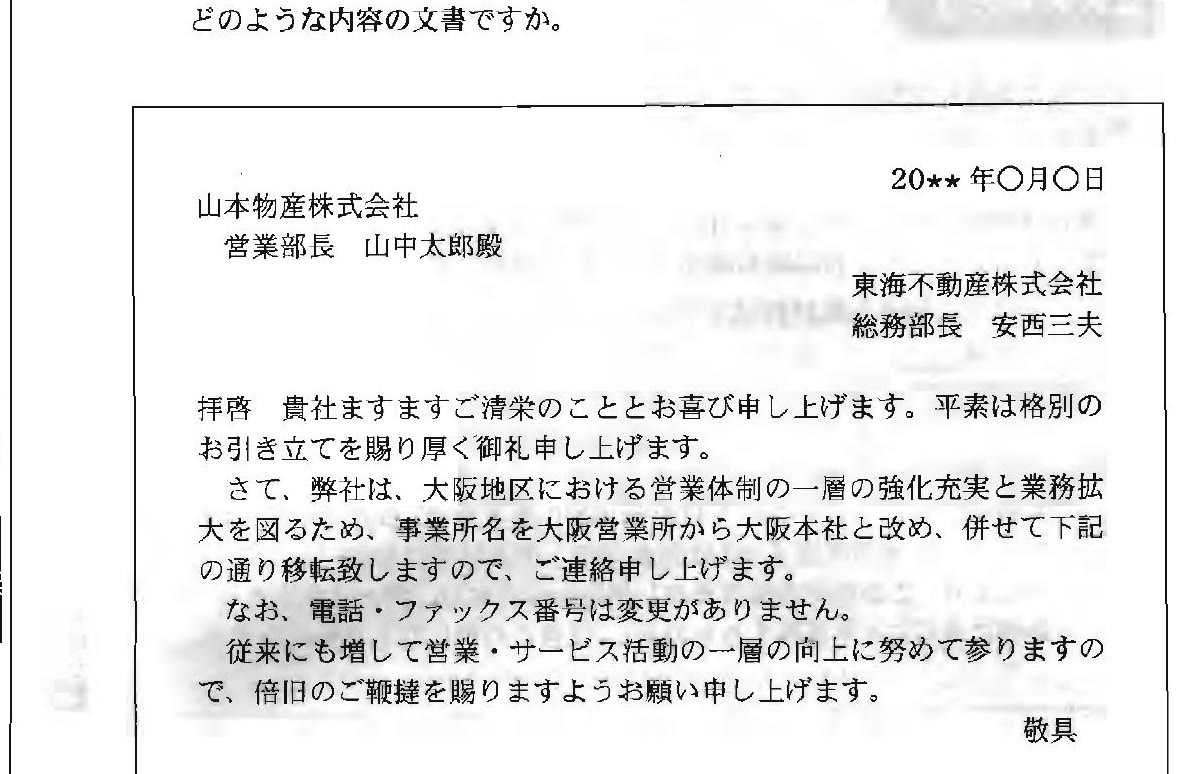 どのような内容の文書ですか。
20** 年〇月〇日
山本物産株式会社
営業部長　山中太郎殿
東海不動産株式会社
総務部長　安西三夫
拝啓　貴社ますますご清栄のこととお喜び申し上げます。平素は格別の
お引き立てを賜り厚く御礼申し上げます。
さて、弊社は、大阪地区における営業体制の一層の強化充実と業務拡
大を図るため、事業所名を大阪営業所から大阪本社と改め、併せて下記
の通り移転致しますので、ご連絡申し上げます。
なお、電話・ファックス番号は変更がありません。
従来にも増して営業・サービス活動の一層の向上に努めて参りますの
で、倍旧のご鞭撻を賜りますようお願い申し上げます。
敬具